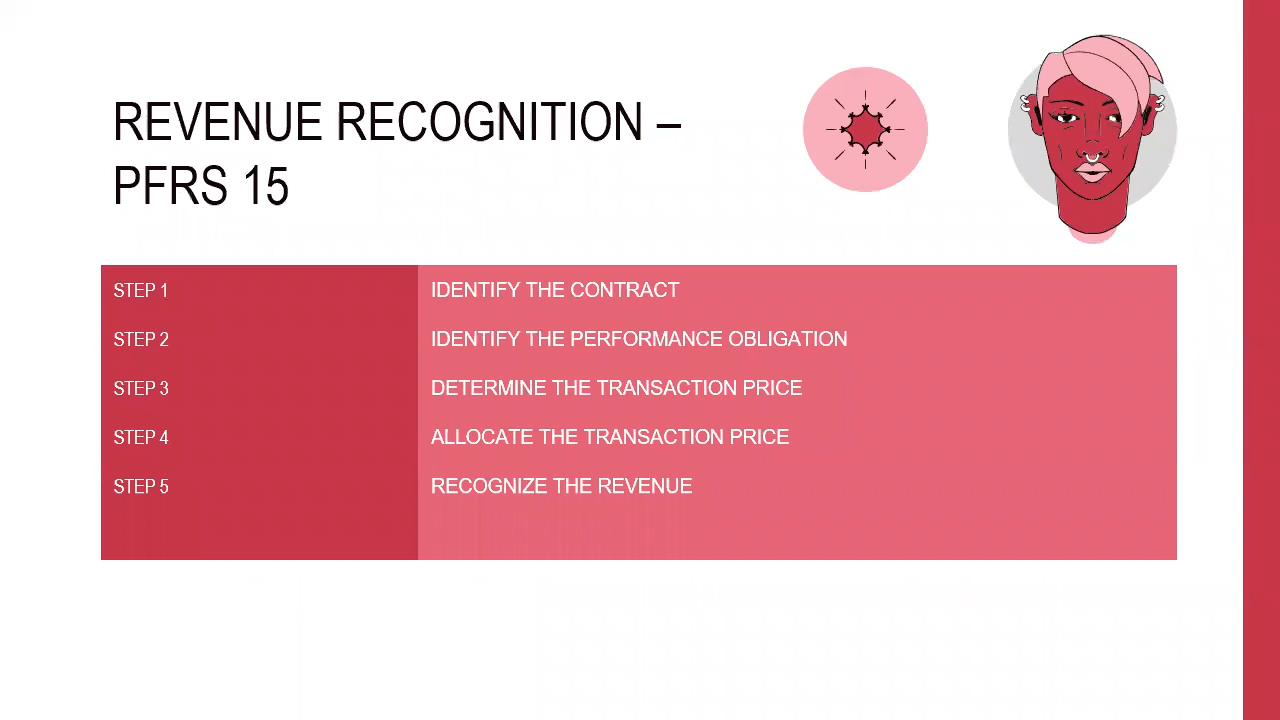 REVENUE RECOGNITION –
PFRS 15
STEP 1 IDENTIFY THE CONTRACT
STEP 2 IDENTIFY THE PERFORMANCE OBLIGATION
STEP 3 DETERMINE THE TRANSACTION PRICE
STEP 4 ALLOCATE THE TRANSACTION PRICE
STEP 5 RECOGNIZE THE REVENUE